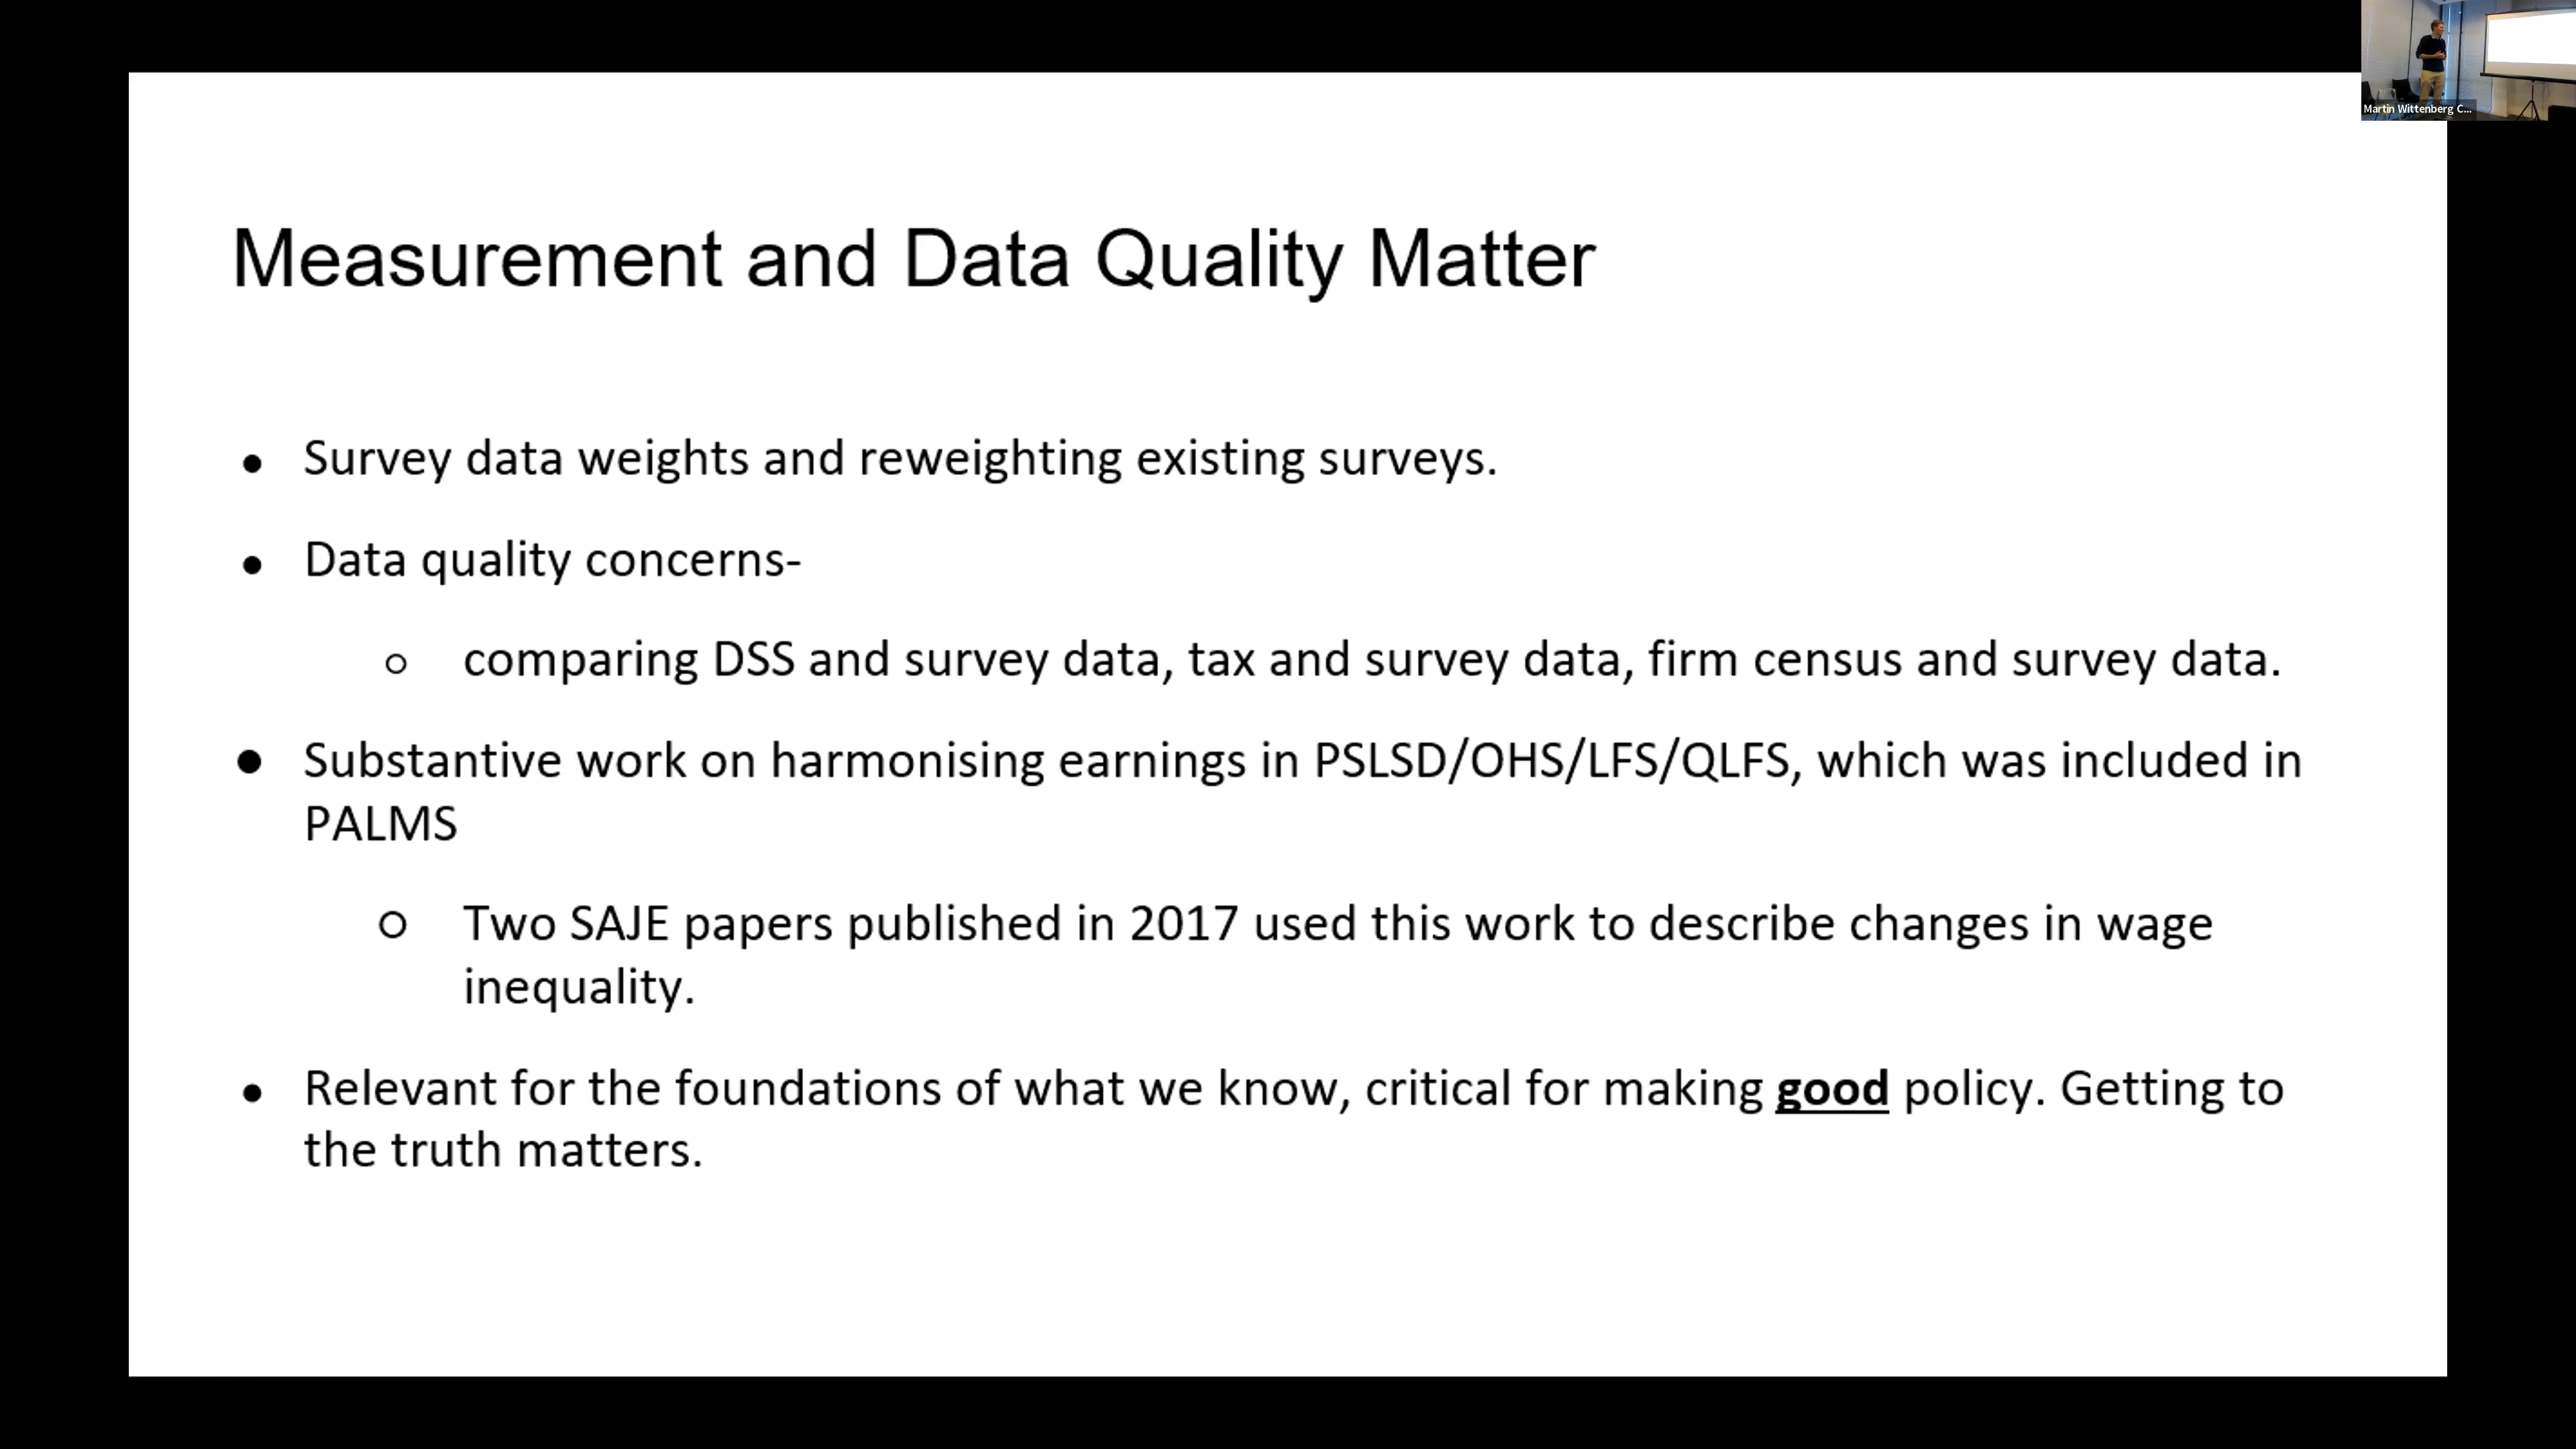 Martin Wittenberg C...
Measurement and Data Quality Matter
• Survey data weights and reweighting existing surveys.
• Data quality concerns-
○ comparing DSS and survey data, tax and survey data, firm census and survey data.
• Substantive work on harmonising earnings in PSLSD/OHS/LFS/QLFS, which was included in
PALMS
○ Two SAJE papers published in 2017 used this work to describe changes in wage
inequality.
• Relevant for the foundations of what we know, critical for making good policy. Getting to
the truth matters.